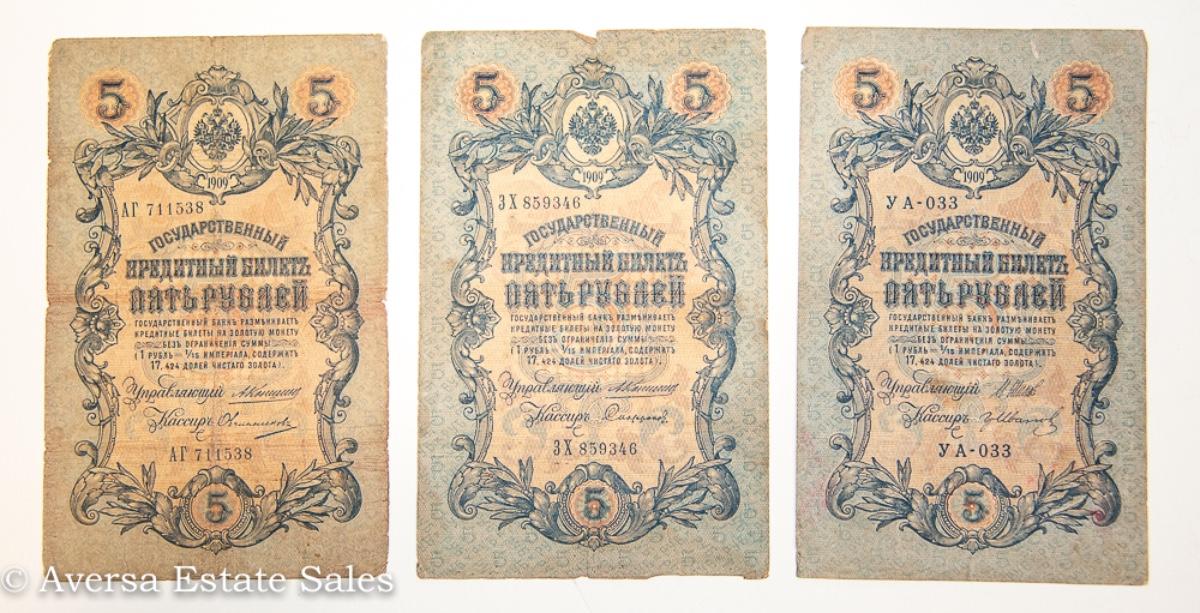 5 5
1909
АГ 711538
ГОСУДАРСТВЕННЫЙ
КРЕДИТНЫЙ БИЛЕТЪ
ПЯТЬ РУБЛЕЙ
ГОСУДАРСТВЕННЫЙ БАНКЪ РАЗМѢНИВАЕТЪ
КРЕДИТНЫЕ БИЛЕТЫ НА ЗОЛОТУЮ МОНЕТУ
БЕЗЪ ОГРАНИЧЕНІЯ СУММЫ
(1 РУБЛЬ = 1/15 ИМПЕРІАЛА, СОДЕРЖИТЪ
17,424 ДОЛЕЙ ЧИСТАГО ЗОЛОТА).
Управляющій
Кассиръ
АГ 711538
5
5 5
1909
ЗХ 859346
ГОСУДАРСТВЕННЫЙ
КРЕДИТНЫЙ БИЛЕТЪ
ПЯТЬ РУБЛЕЙ
ГОСУДАРСТВЕННЫЙ БАНКЪ РАЗМѢНИВАЕТЪ
КРЕДИТНЫЕ БИЛЕТЫ НА ЗОЛОТУЮ МОНЕТУ
БЕЗЪ ОГРАНИЧЕНІЯ СУММЫ
(1 РУБЛЬ = 1/15 ИМПЕРІАЛА, СОДЕРЖИТЪ
17,424 ДОЛЕЙ ЧИСТАГО ЗОЛОТА).
Управляющій
Кассиръ
ЗХ 859346
5
5 5
1909
УА-033
ГОСУДАРСТВЕННЫЙ
КРЕДИТНЫЙ БИЛЕТЪ
ПЯТЬ РУБЛЕЙ
ГОСУДАРСТВЕННЫЙ БАНКЪ РАЗМѢНИВАЕТЪ
КРЕДИТНЫЕ БИЛЕТЫ НА ЗОЛОТУЮ МОНЕТУ
БЕЗЪ ОГРАНИЧЕНІЯ СУММЫ
(1 РУБЛЬ = 1/15 ИМПЕРІАЛА, СОДЕРЖИТЪ
17,424 ДОЛЕЙ ЧИСТАГО ЗОЛОТА).
Управляющій
Кассиръ
УА-033
5
© Aversa Estate Sales